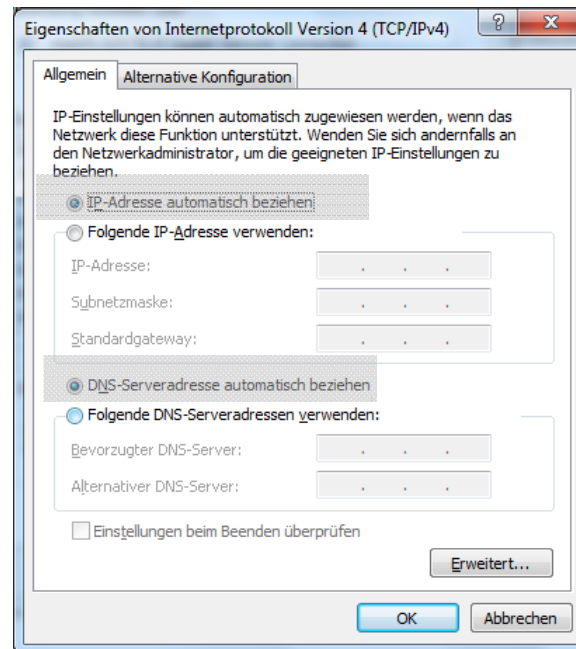 Eigenschaften von Internetprotokoll Version 4 (TCP/IPv4)
Allgemein
Alternative Konfiguration
IP-Einstellungen können automatisch zugewiesen werden, wenn das
Netzwerk diese Funktion unterstützt. Wenden Sie sich andernfalls an
den Netzwerkadministrator, um die geeigneten IP-Einstellungen zu
beziehen.
IP-Adresse automatisch beziehen
Folgende IP-Adresse verwenden:
IP-Adresse: . . .
Subnetzmaske: . . .
Standardgateway: . . .
DNS-Serveradresse automatisch beziehen
Folgende DNS-Serveradressen verwenden:
Bevorzugter DNS-Server: . . .
Alternativer DNS-Server: . . .
Einstellungen beim Beenden überprüfen
Erweitert...
OK
Abbrechen